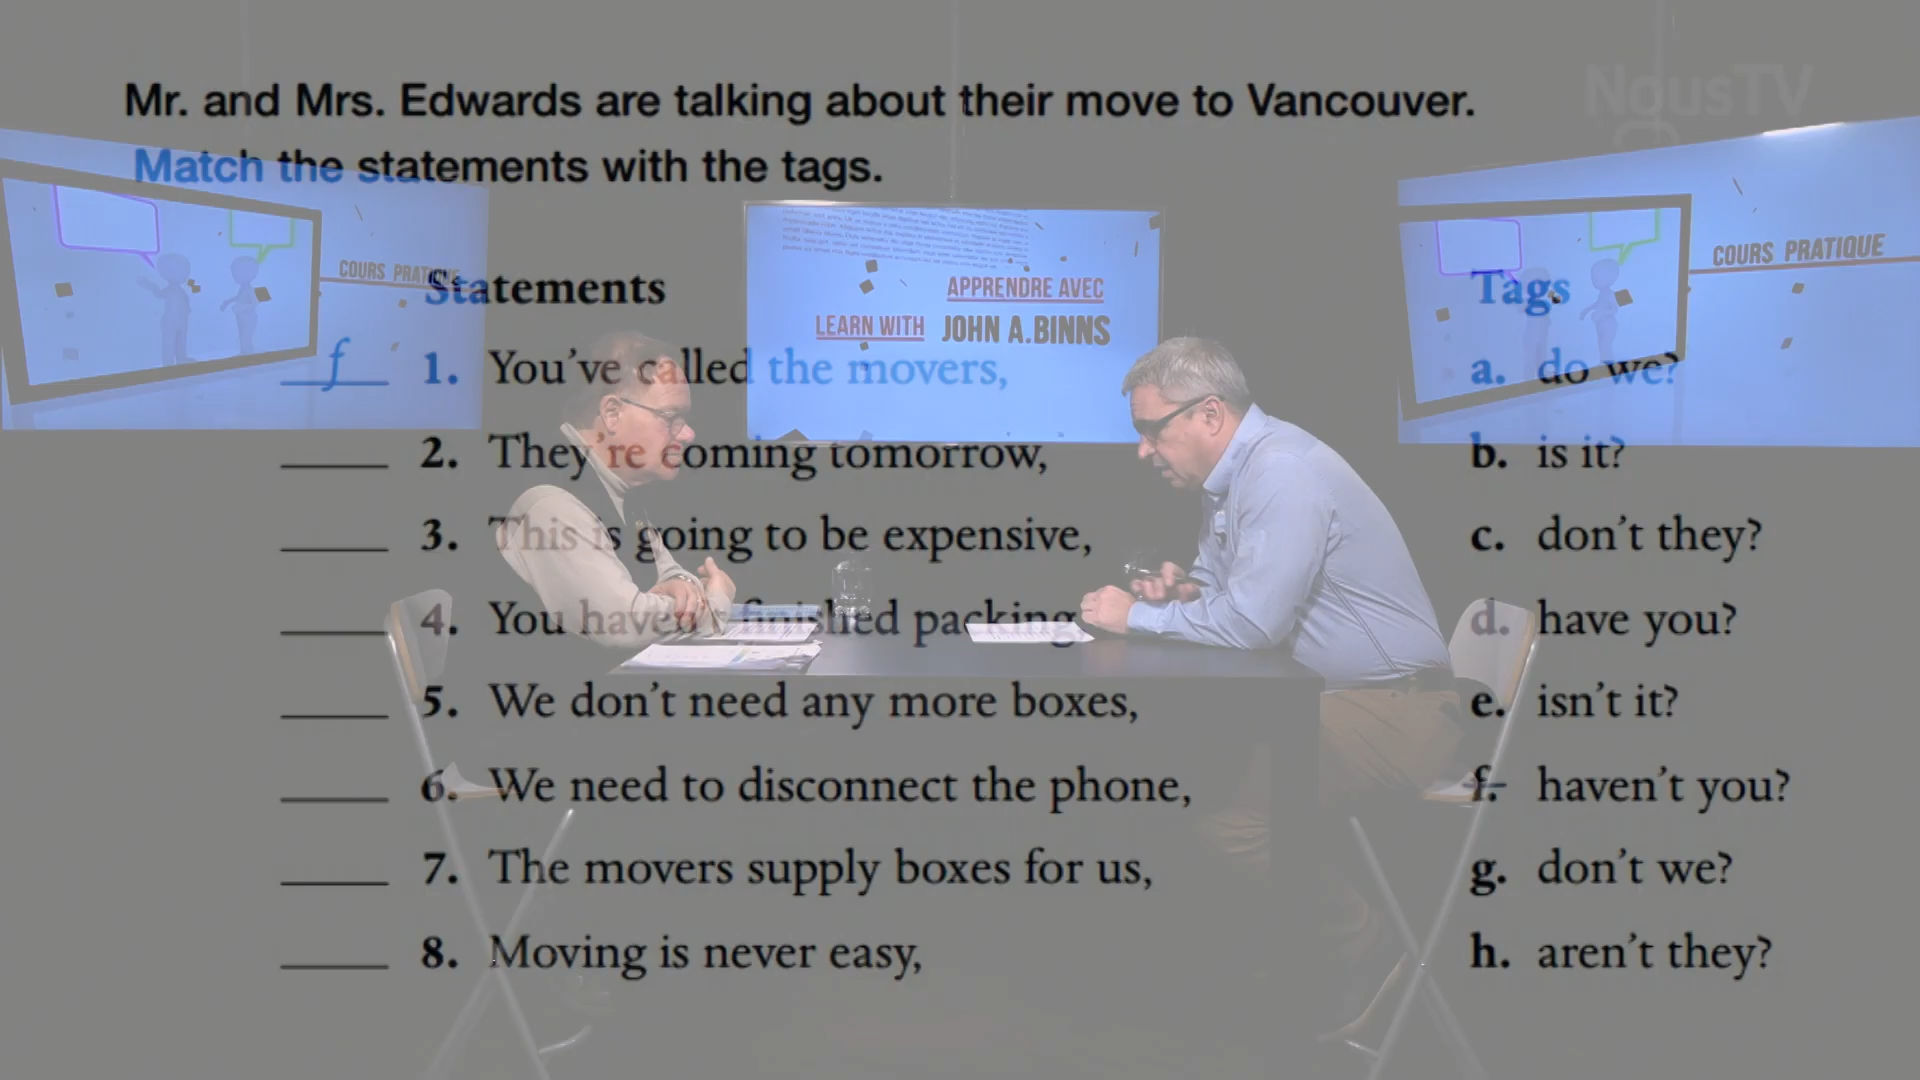 NousTV
Mr. and Mrs. Edwards are talking about their move to Vancouver.
Match the statements with the tags.
COURS PRATIQUE
APPRENDRE AVEC
LEARN WITH JOHN A.BINNS
COURS PRATIQUE
Statements
Tags
f 1. You've called the movers,
a. do we?
2. They're coming tomorrow,
b. is it?
3. This is going to be expensive,
c. don't they?
4. You haven't finished packing
d. have you?
5. We don't need any more boxes,
e. isn't it?
6. We need to disconnect the phone,
f. haven't you?
7. The movers supply boxes for us,
g. don't we?
8. Moving is never easy,
h. aren't they?